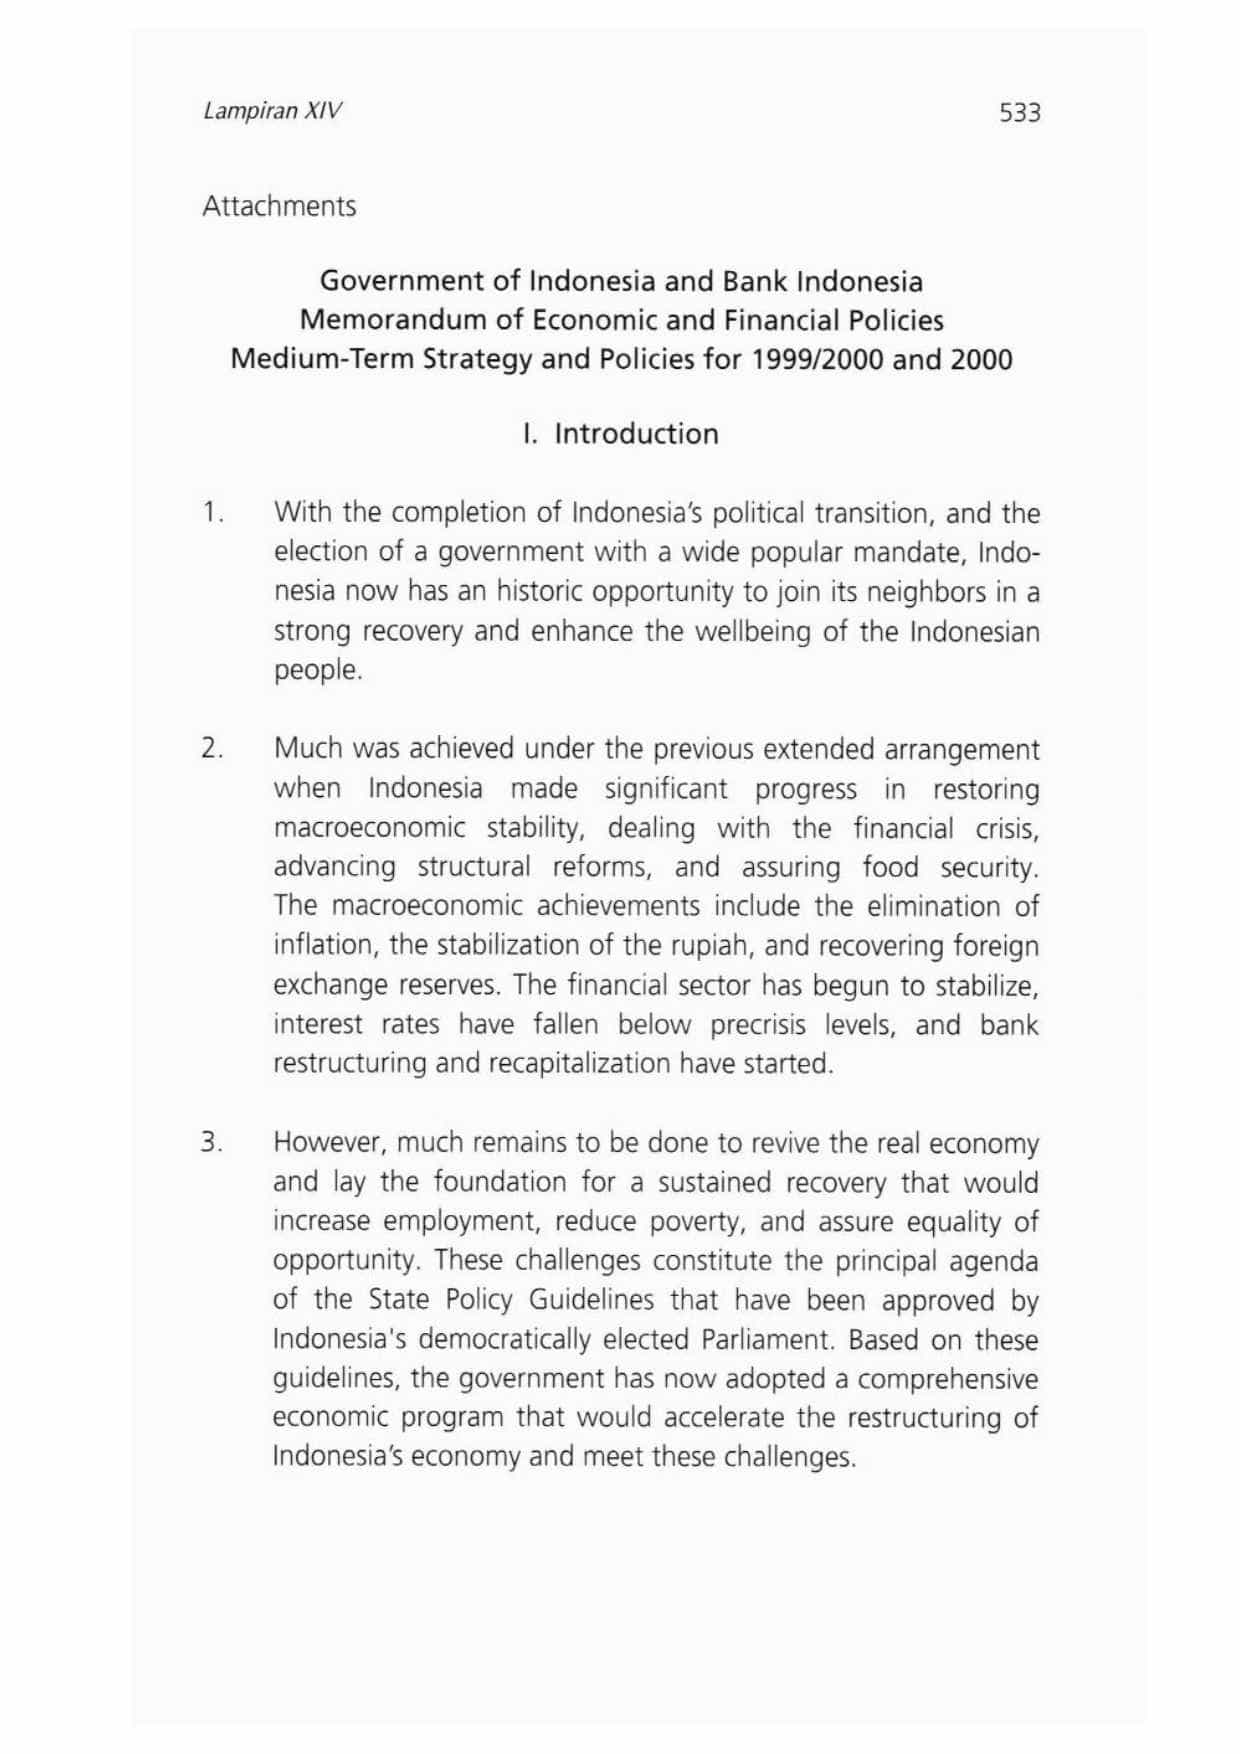 Lampiran XIV
533
Attachments
Government of Indonesia and Bank Indonesia
Memorandum of Economic and Financial Policies
Medium-Term Strategy and Policies for 1999/2000 and 2000
I. Introduction
1. With the completion of Indonesia’s political transition, and the
election of a government with a wide popular mandate, Indo-
nesia now has an historic opportunity to join its neighbors in a
strong recovery and enhance the wellbeing of the Indonesian
people.
2. Much was achieved under the previous extended arrangement
when Indonesia made significant progress in restoring
macroeconomic stability, dealing with the financial crisis,
advancing structural reforms, and assuring food security.
The macroeconomic achievements include the elimination of
inflation, the stabilization of the rupiah, and recovering foreign
exchange reserves. The financial sector has begun to stabilize,
interest rates have fallen below precrisis levels, and bank
restructuring and recapitalization have started.
3. However, much remains to be done to revive the real economy
and lay the foundation for a sustained recovery that would
increase employment, reduce poverty, and assure equality of
opportunity. These challenges constitute the principal agenda
of the State Policy Guidelines that have been approved by
Indonesia's democratically elected Parliament. Based on these
guidelines, the government has now adopted a comprehensive
economic program that would accelerate the restructuring of
Indonesia’s economy and meet these challenges.